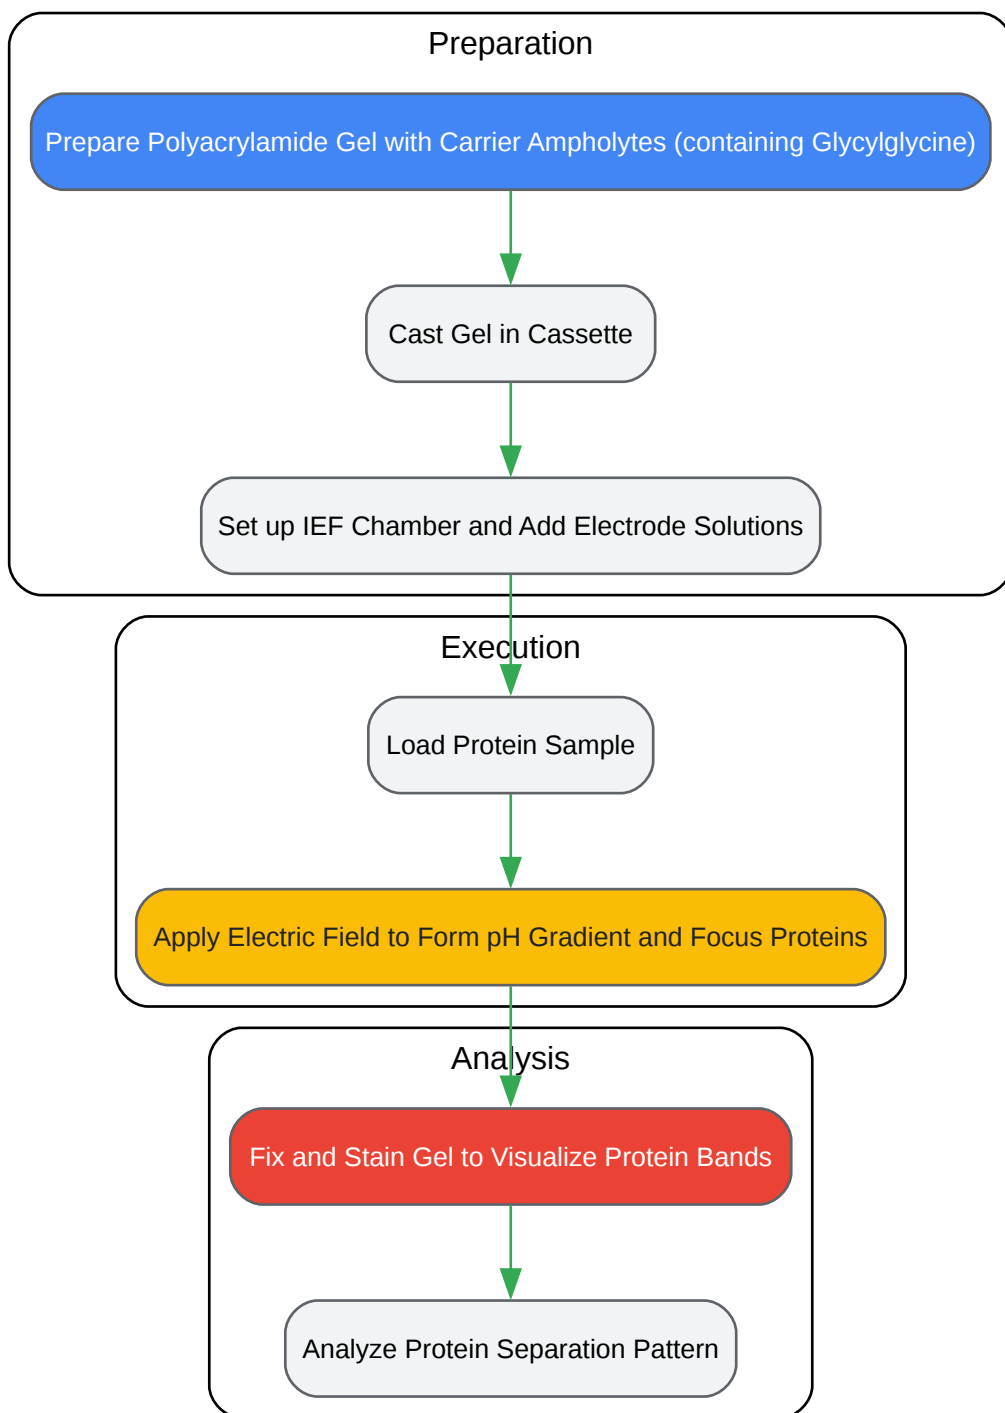 Preparation
Prepare Polyacrylamide Gel with Carrier Ampholytes (containing Glycylglycine)
Cast Gel in Cassette
Set up IEF Chamber and Add Electrode Solutions
Execution
Load Protein Sample
Apply Electric Field to Form pH Gradient and Focus Proteins
Analysis
Fix and Stain Gel to Visualize Protein Bands
Analyze Protein Separation Pattern